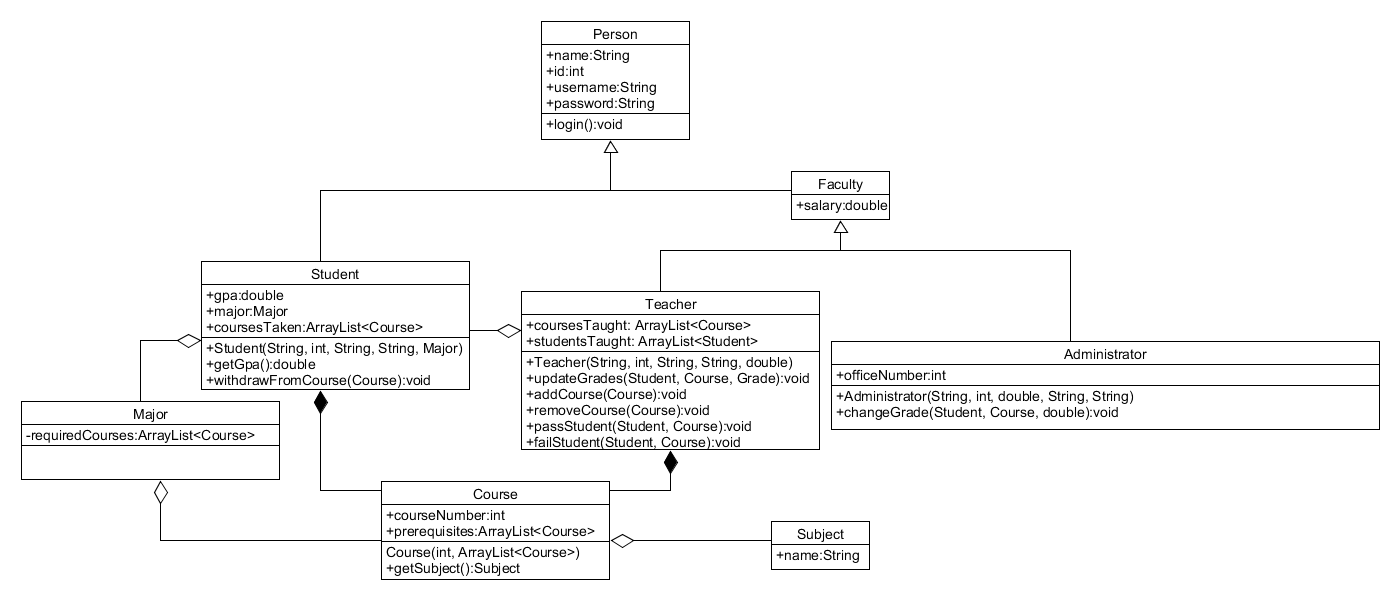 Person
+name:String
+id:int
+username:String
+password:String
+login():void
Faculty
+salary:double
Student
+gpa:double
+major:Major
+coursesTaken:ArrayList<Course>
+Student(String, int, String, String, Major)
+getGpa():double
+withdrawFromCourse(Course):void
Teacher
+coursesTaught: ArrayList<Course>
+studentsTaught: ArrayList<Student>
+Teacher(String, int, String, String, double)
+updateGrades(Student, Course, Grade):void
+addCourse(Course):void
+removeCourse(Course):void
+passStudent(Student, Course):void
+failStudent(Student, Course):void
Administrator
+officeNumber:int
+Administrator(String, int, double, String, String)
+changeGrade(Student, Course, double):void
Major
-requiredCourses:ArrayList<Course>
Course
+courseNumber:int
+prerequisites:ArrayList<Course>
Course(int, ArrayList<Course>)
+getSubject():Subject
Subject
+name:String